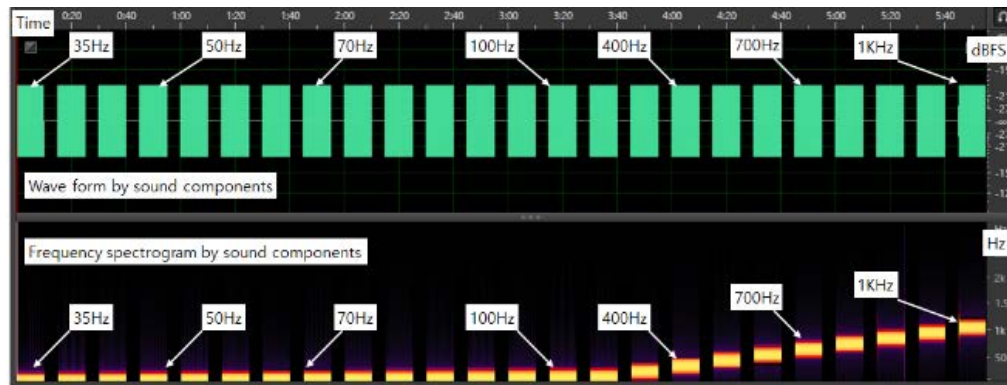 Time 0:20 0:40 1:00 1:20 1:40 2:00 2:20 2:40 3:00 3:20 3:40 4:00 4:20 4:40 5:00 5:20 5:40
35Hz 50Hz 70Hz 100Hz 400Hz 700Hz 1KHz dBFS
Wave form by sound components
Frequency spectrogram by sound components
Hz
35Hz 50Hz 70Hz 100Hz 400Hz 700Hz 1KHz
1k